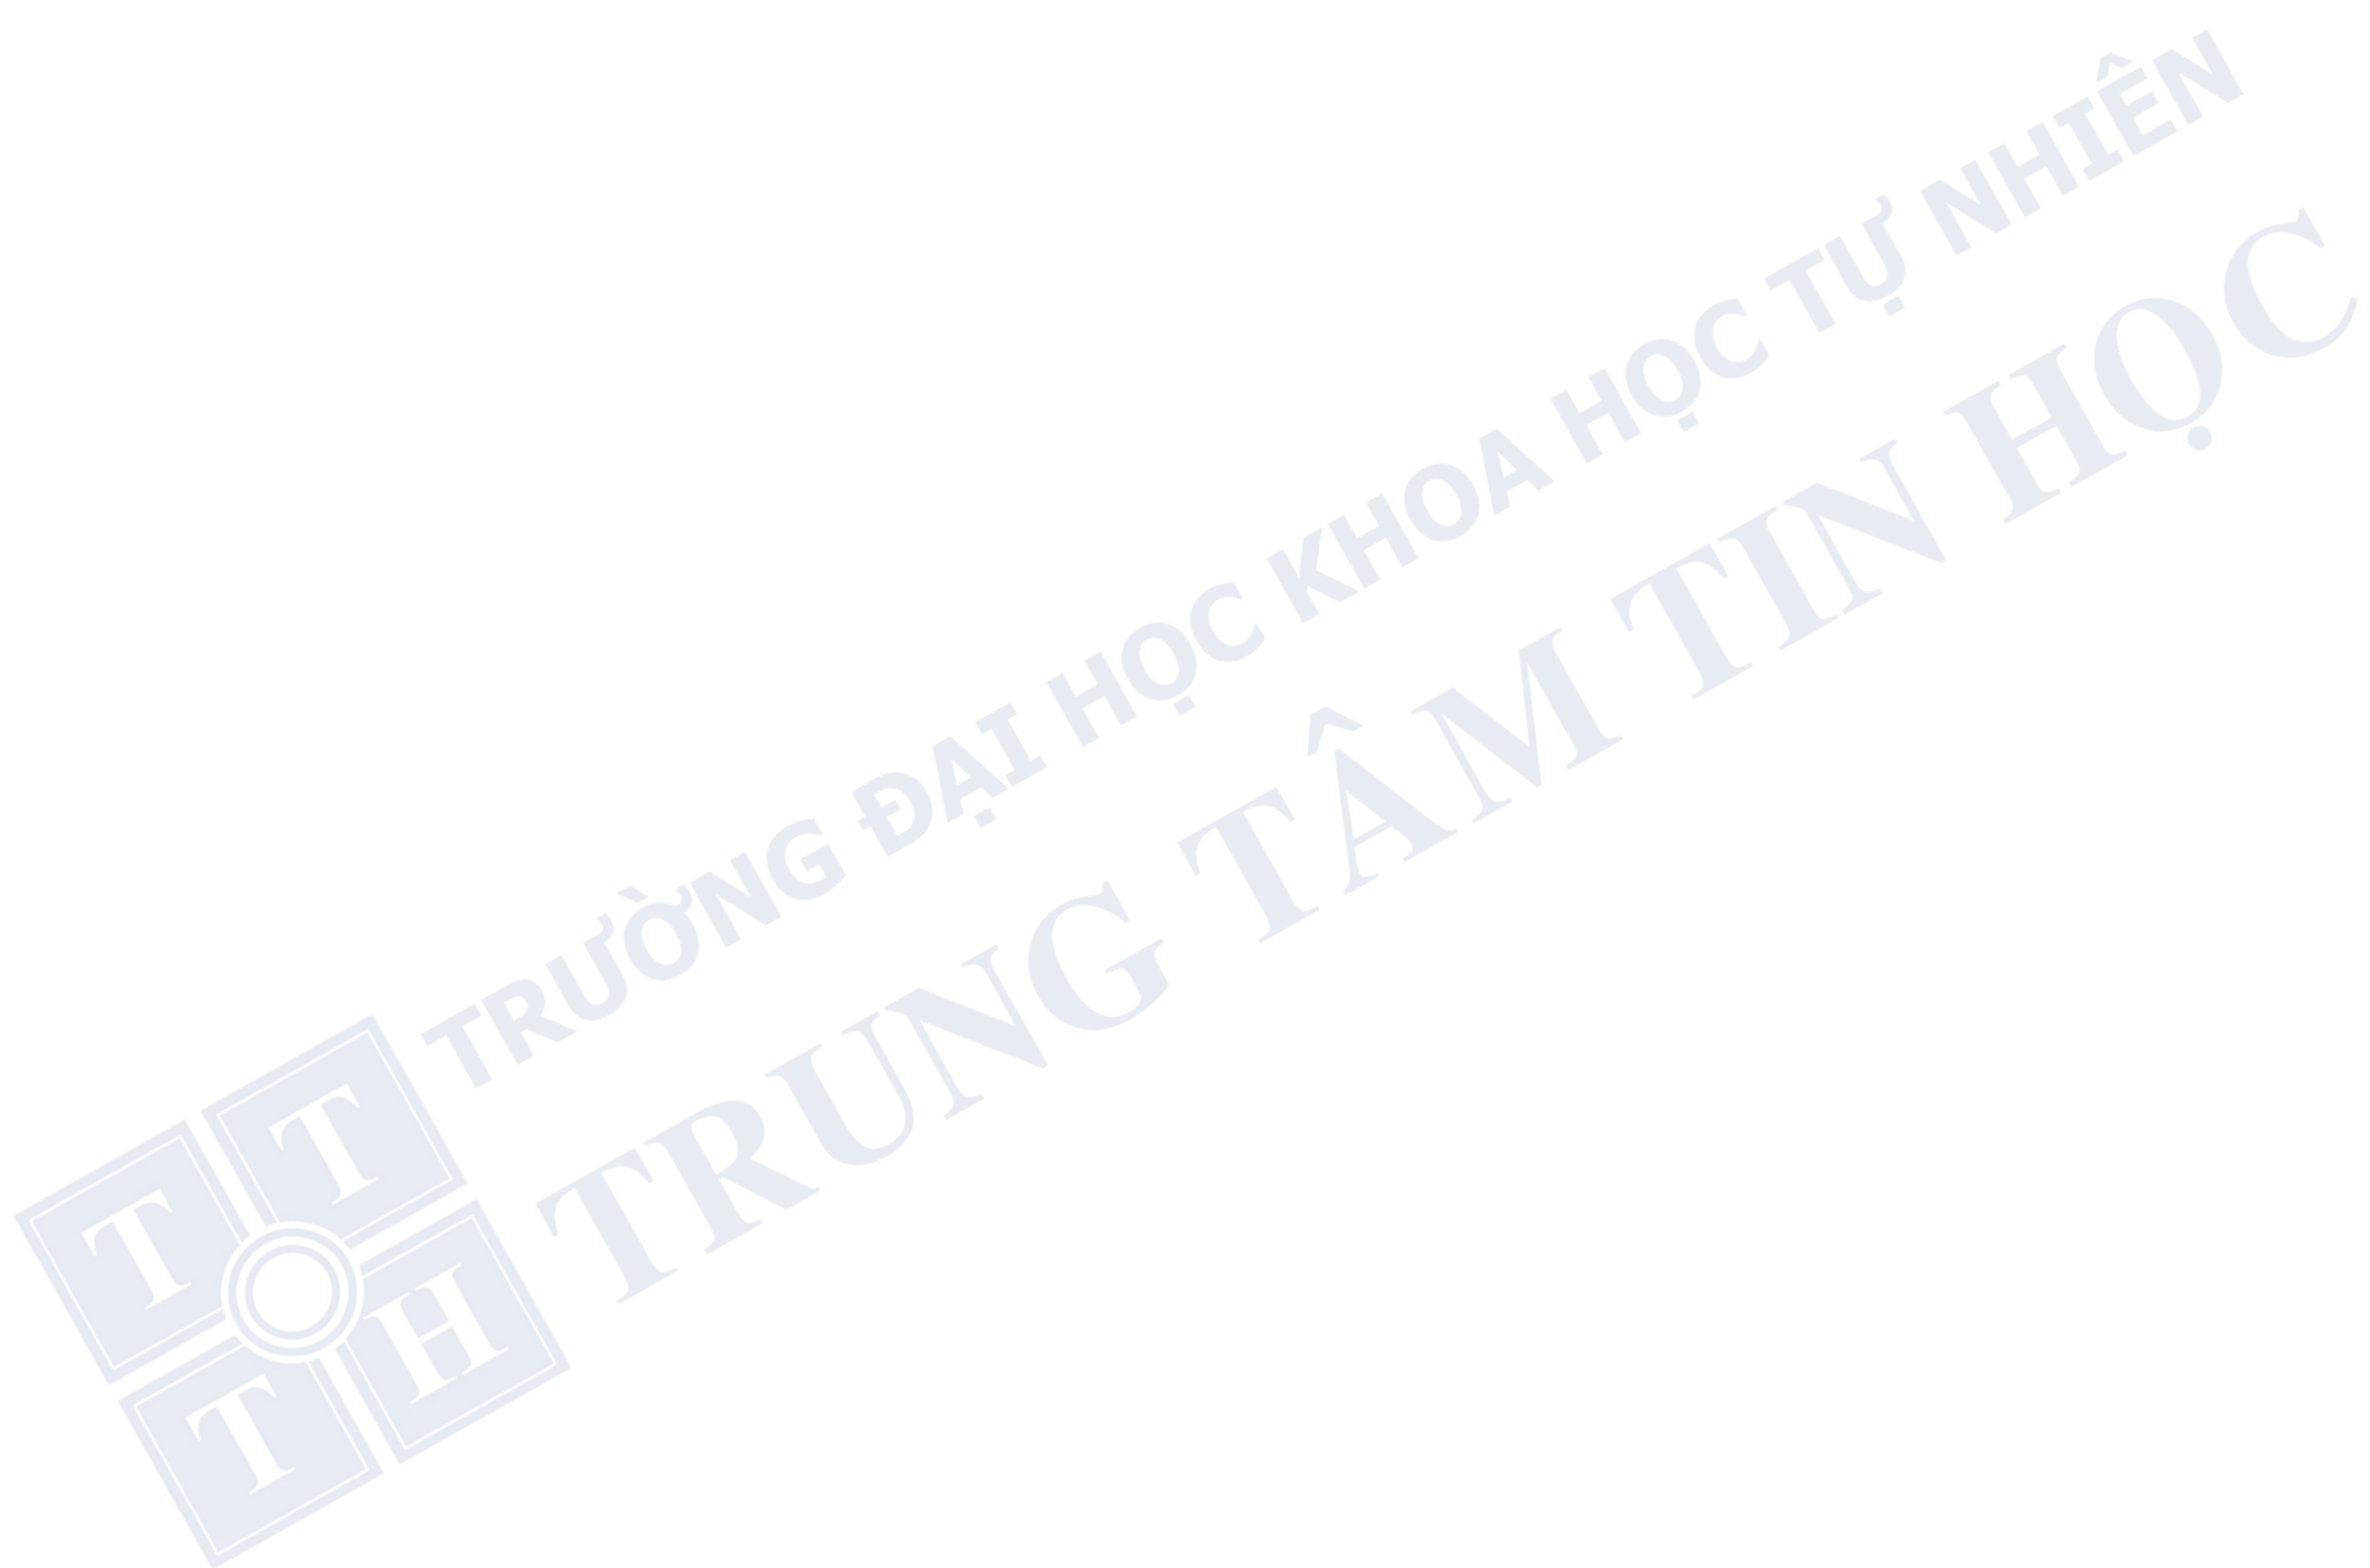 TRƯỜNG ĐẠI HỌC KHOA HỌC TỰ NHIÊN
TRUNG TÂM TIN HỌC
T T
T H